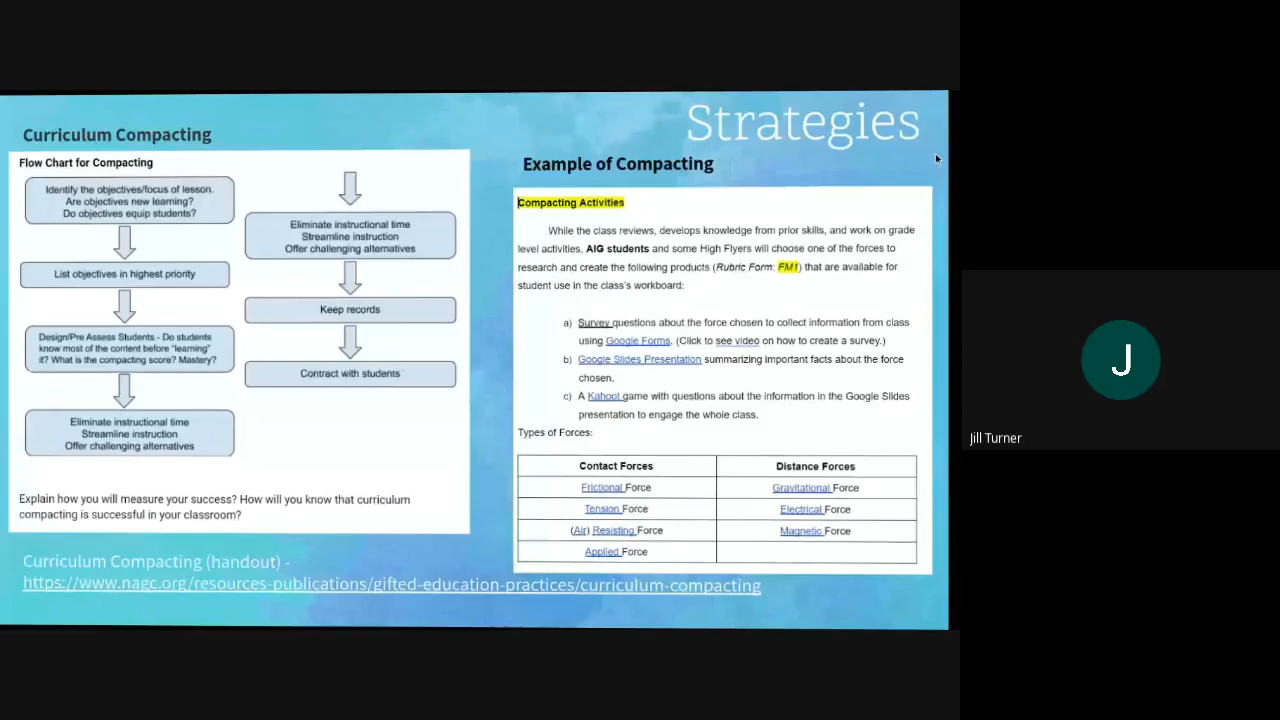 Strategies
Curriculum Compacting
Flow Chart for Compacting
Identify the objectives/focus of lesson.
Are objectives new learning?
Do objectives equip students?
List objectives in highest priority
Design/Pre Assess Students - Do students
know most of the content before "learning"
it? What is the compacting score? Mastery?
Eliminate instructional time
Streamline instruction
Offer challenging alternatives
Eliminate instructional time
Streamline instruction
Offer challenging alternatives
Keep records
Contract with students
Explain how you will measure your success? How will you know that curriculum
compacting is successful in your classroom?
Example of Compacting
Compacting Activities
While the class reviews, develops knowledge from prior skills, and work on grade
level activities, AIG students and some High Flyers will choose one of the forces to
research and create the following products (Rubric Form: FM1) that are available for
student use in the class's workboard:
a) Survey questions about the force chosen to collect information from class
using Google Forms. (Click to see video on how to create a survey.)
b) Google Slides Presentation summarizing important facts about the force
chosen.
c) A Kahoot game with questions about the information in the Google Slides
presentation to engage the whole class.
Types of Forces:
Contact Forces Distance Forces
Frictional Force Gravitational Force
Tension Force Electrical Force
(Air) Resisting Force Magnetic Force
Applied Force
Curriculum Compacting (handout) -
https://www.nagc.org/resources-publications/gifted-education-practices/curriculum-compacting
J
Jill Turner